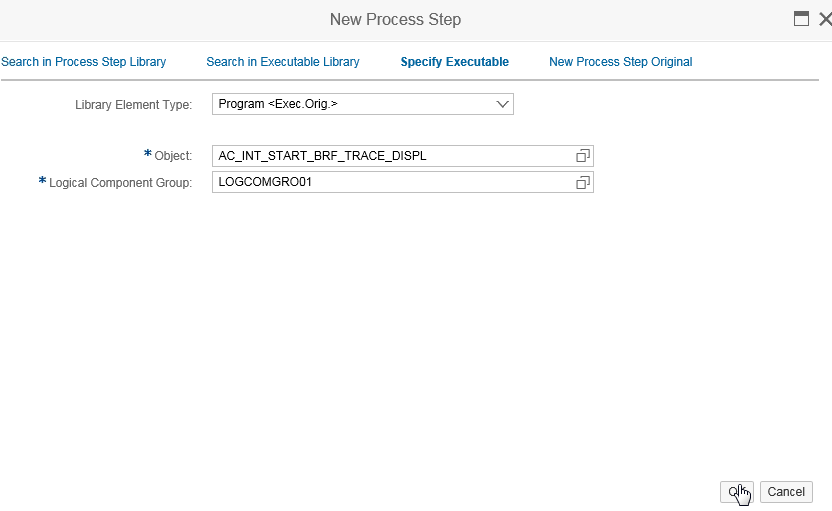 New Process Step
Search in Process Step Library Search in Executable Library Specify Executable New Process Step Original
Library Element Type: Program <Exec.Orig.>
* Object: AC_INT_START_BRF_TRACE_DISPL
* Logical Component Group: LOGCOMGRO01
Cancel